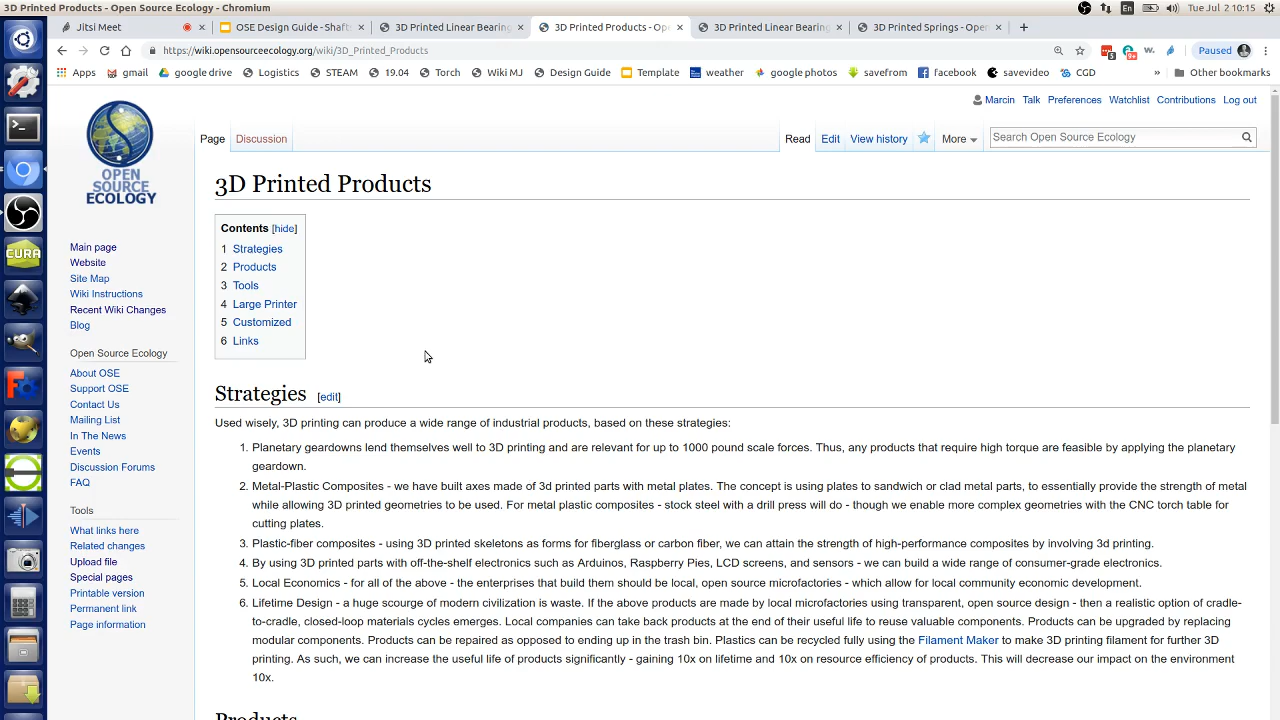 3D Printed Products - Open Source Ecology - Chromium
En
Tue Jul 2 10:15
Jitsi Meet
OSE Design Guide - Shaft
3D Printed Linear Bearing
3D Printed Products - Ope
3D Printed Linear Bearing
3D Printed Springs - Open
https://wiki.opensourceecology.org/wiki/3D_Printed_Products
5
9+
W.
Paused
Apps
gmail
google drive
Logistics
STEAM
19.04
Torch
Wiki MJ
Design Guide
Template
weather
google photos
savefrom
facebook
savevideo
CGD
»
Other bookmarks
Marcin
Talk
Preferences
Watchlist
Contributions
Log out
Page
Discussion
Read
Edit
View history
More
Search Open Source Ecology
OPEN
SOURCE
ECOLOGY
CURA
Main page
Website
Site Map
Wiki Instructions
Recent Wiki Changes
Blog
Open Source Ecology
About OSE
Support OSE
Contact Us
Mailing List
In The News
Events
Discussion Forums
FAQ
Tools
What links here
Related changes
Upload file
Special pages
Printable version
Permanent link
Page information
3D Printed Products
Contents [hide]
1 Strategies
2 Products
3 Tools
4 Large Printer
5 Customized
6 Links
Strategies [edit]
Used wisely, 3D printing can produce a wide range of industrial products, based on these strategies:
1. Planetary geardowns lend themselves well to 3D printing and are relevant for up to 1000 pound scale forces. Thus, any products that require high torque are feasible by applying the planetary
geardown.
2. Metal-Plastic Composites - we have built axes made of 3d printed parts with metal plates. The concept is using plates to sandwich or clad metal parts, to essentially provide the strength of metal
while allowing 3D printed geometries to be used. For metal plastic composites - stock steel with a drill press will do - though we enable more complex geometries with the CNC torch table for
cutting plates.
3. Plastic-fiber composites - using 3D printed skeletons as forms for fiberglass or carbon fiber, we can attain the strength of high-performance composites by involving 3d printing.
4. By using 3D printed parts with off-the-shelf electronics such as Arduinos, Raspberry Pies, LCD screens, and sensors - we can build a wide range of consumer-grade electronics.
5. Local Economics - for all of the above - the enterprises that build them should be local, open source microfactories - which allow for local community economic development.
6. Lifetime Design - a huge scourge of modern civilization is waste. If the above products are made by local microfactories using transparent, open source design - then a realistic option of cradle-
to-cradle, closed-loop materials cycles emerges. Local companies can take back products at the end of their useful life to re-use valuable components. Products can be upgraded by replacing
modular components. Products can be repaired as opposed to ending up in the trash bin. Plastics can be recycled fully using the Filament Maker to make 3D printing filament for further 3D
printing. As such, we can increase the useful life of products significantly - gaining 10x on lifetime and 10x on resource efficiency of products. This will decrease our impact on the environment
10x.
Products